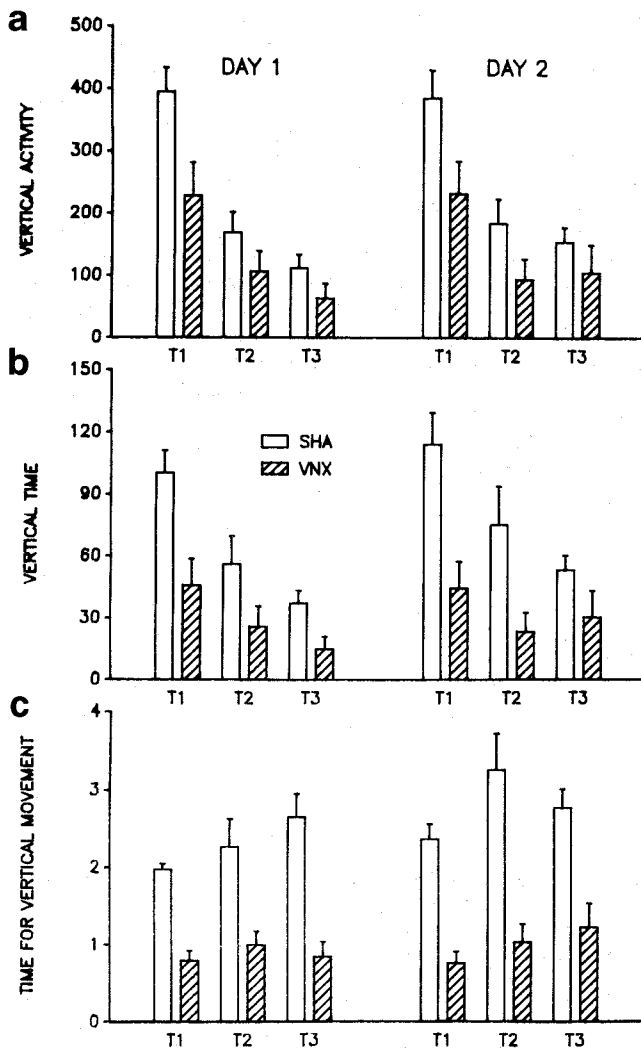 a
500
400
300
200
100
0
VERTICAL ACTIVITY
DAY 1
DAY 2
T1 T2 T3 T1 T2 T3
b
150
120
90
60
30
0
VERTICAL TIME
SHA
VNX
T1 T2 T3 T1 T2 T3
c
4
3
2
1
0
TIME FOR VERTICAL MOVEMENT
T1 T2 T3 T1 T2 T3